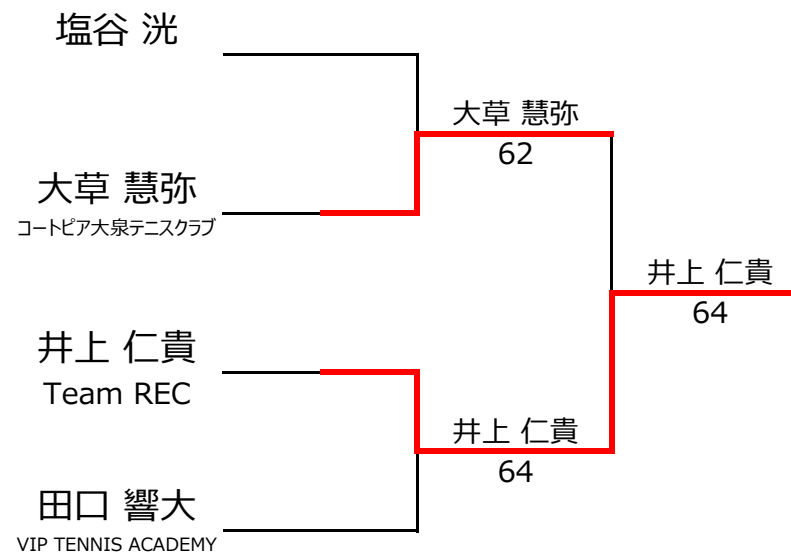 塩谷 洸
大草 慧弥
62
大草 慧弥
コートピア大泉テニスクラブ
井上 仁貴
64
井上 仁貴
Team REC
井上 仁貴
64
田口 響大
VIP TENNIS ACADEMY